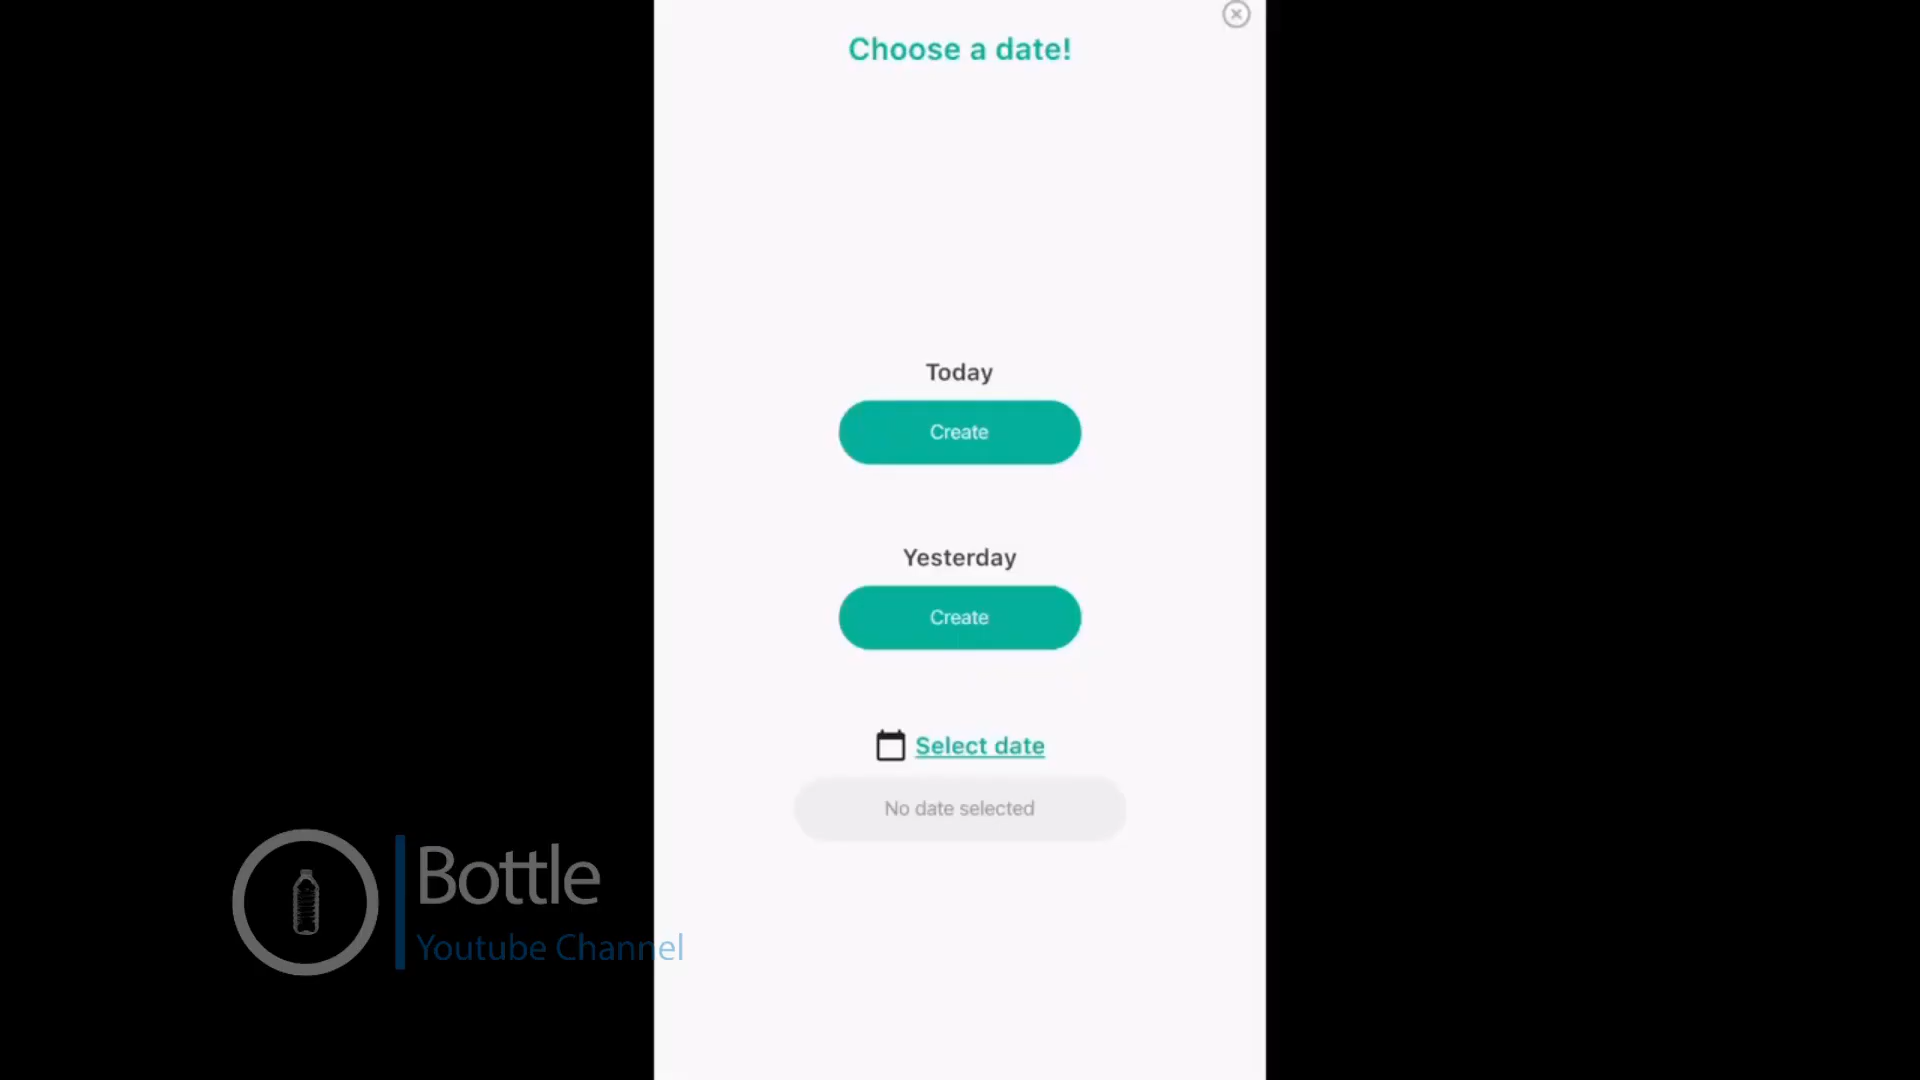 Choose a date!
Today
Create
Yesterday
Create
Select date
No date selected
Bottle
Youtube Channel